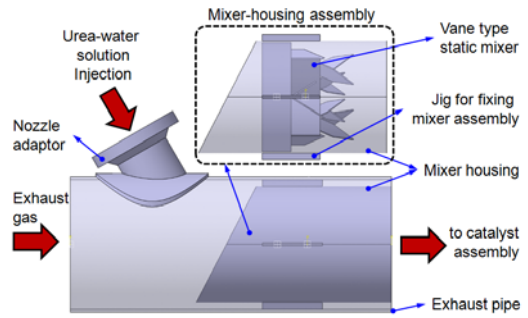 Mixer-housing assembly
Urea-water
solution
Injection
Vane type
static mixer
Jig for fixing
mixer assembly
Nozzle
adaptor
Mixer housing
Exhaust
gas
to catalyst
assembly
Exhaust pipe